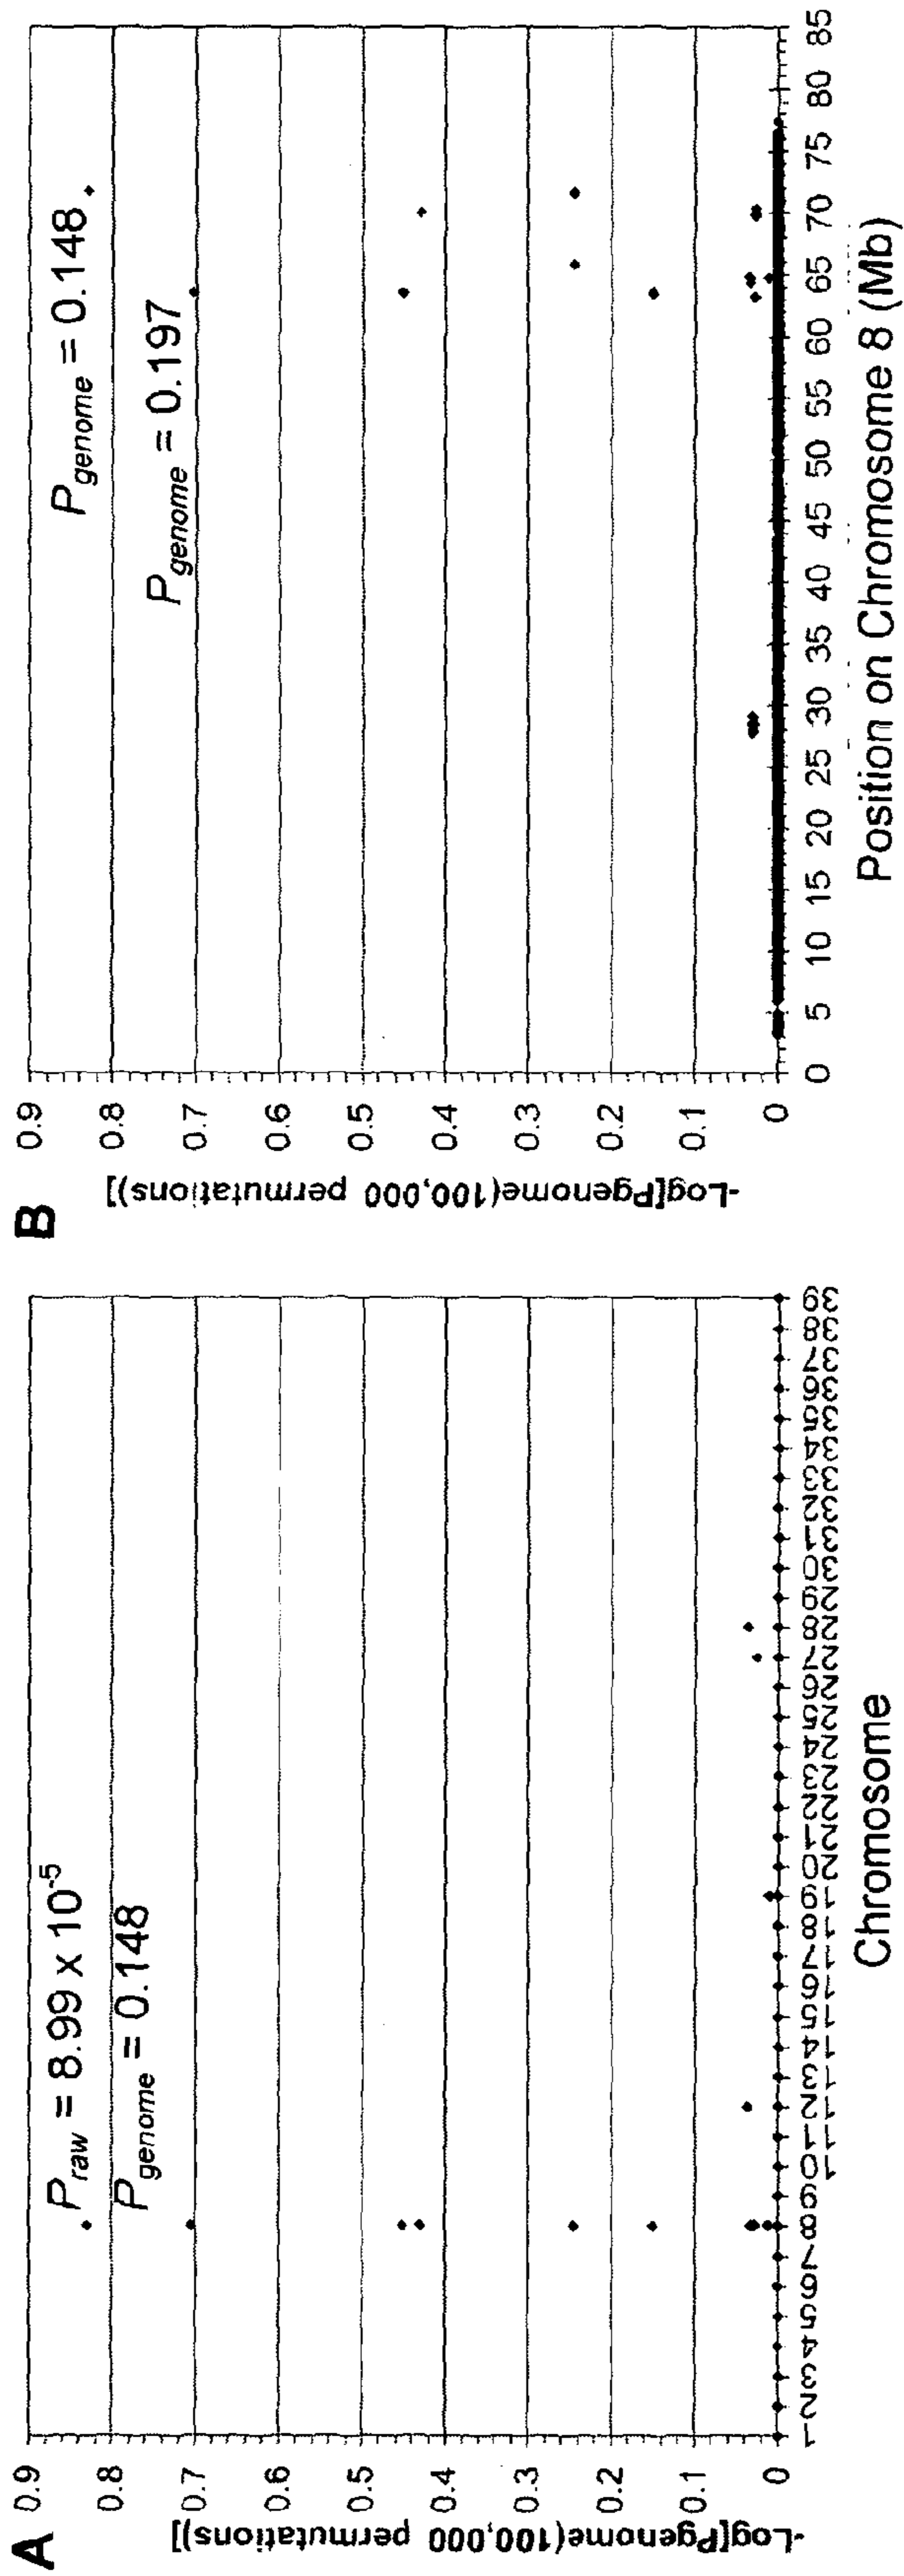 A
-Log[Pgenome(100,000 permutations)]
0.9
0.8
0.7
0.6
0.5
0.4
0.3
0.2
0.1
0
P_raw = 8.99 x 10^-5
P_genome = 0.148
1 2 3 4 5 6 7 8 9 10 11 12 13 14 15 16 17 18 19 20 21 22 23 24 25 26 27 28 29 30 31 32 33 34 35 36 37 38 39
Chromosome
B
-Log[Pgenome(100,000 permutations)]
0.9
0.8
0.7
0.6
0.5
0.4
0.3
0.2
0.1
0
P_genome = 0.148
P_genome = 0.197
0 5 10 15 20 25 30 35 40 45 50 55 60 65 70 75 80 85
Position on Chromosome 8 (Mb)